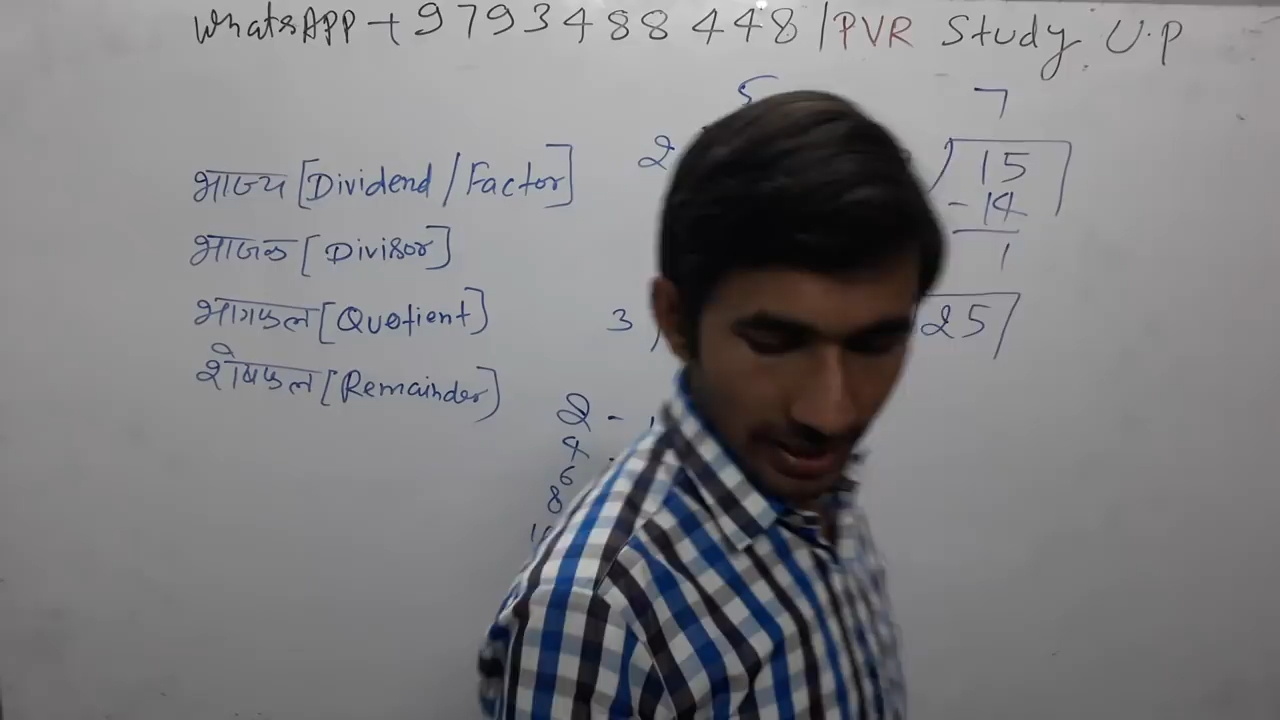 WhatsAPP + 9793488448 / PVR Study U.P
भाज्य [Dividend / Factor]
भाजक [Divisor]
भागफल [Quotient]
शेषफल [Remainder]
5
2
7
15
- 14
1
3
25
2 -
4
6
8